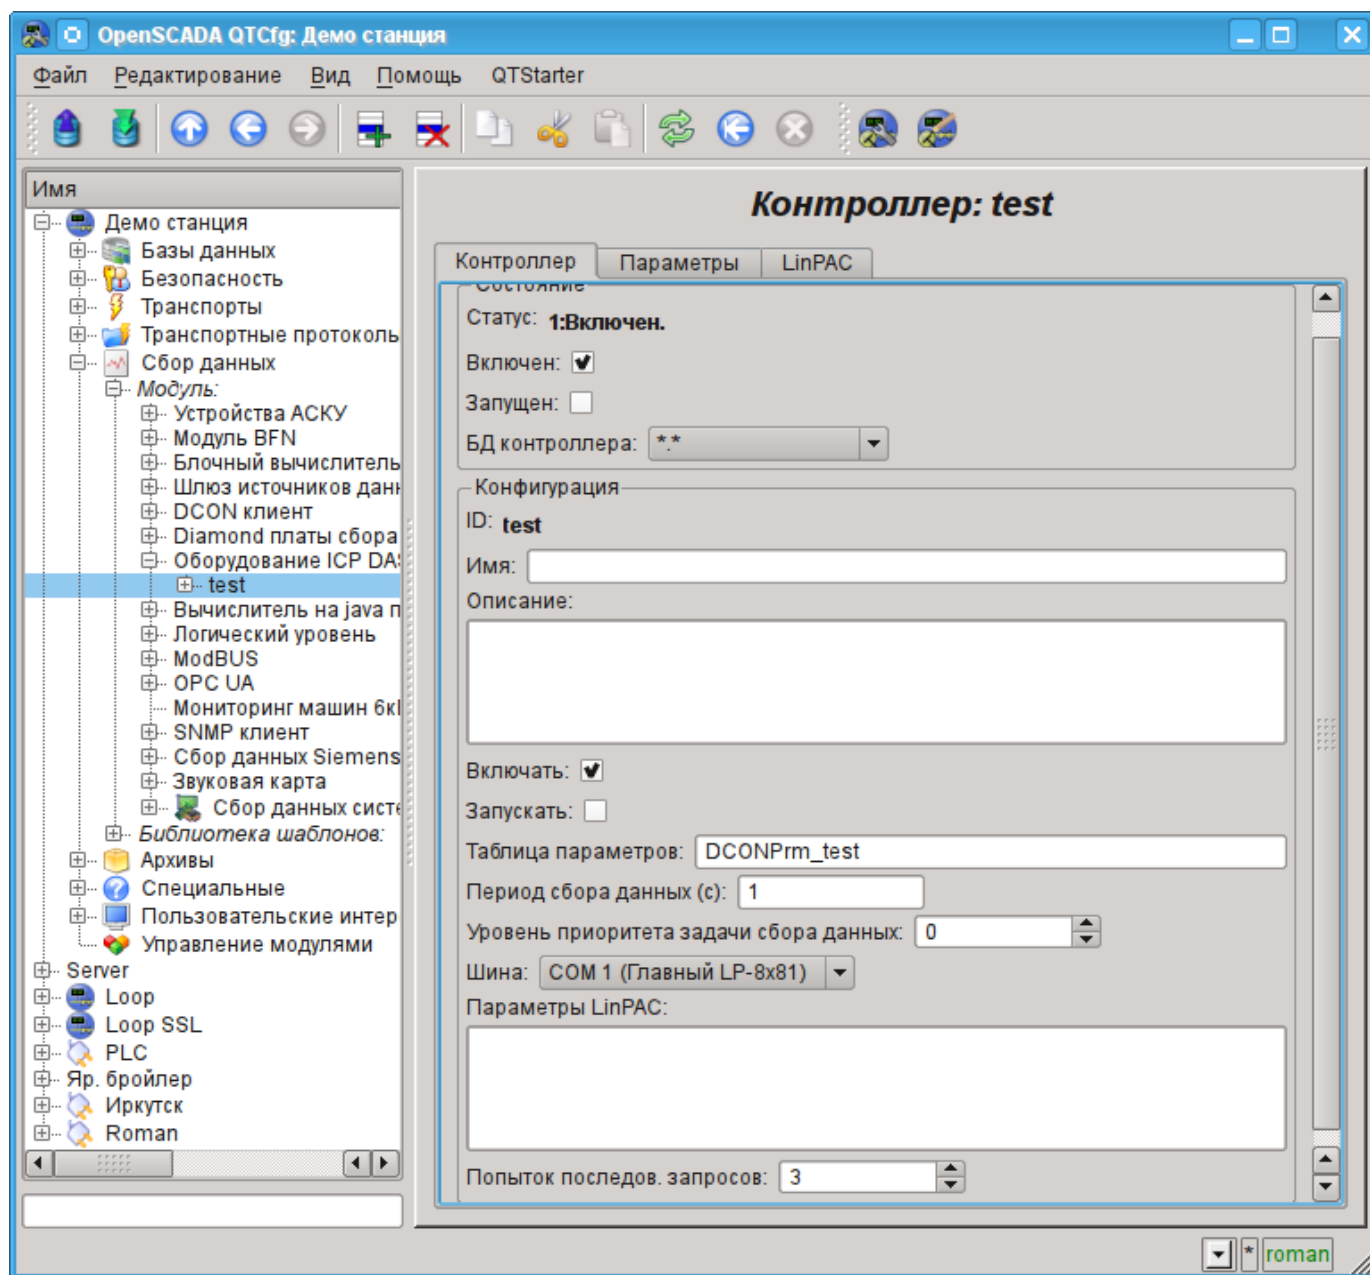 OpenSCADA QTCfg: Демо станция
Файл Редактирование Вид Помощь QTStarter
Имя
Демо станция
Базы данных
Безопасность
Транспорты
Транспортные протоколы
Сбор данных
Модуль:
Устройства АСКУ
Модуль BFN
Блочный вычислитель
Шлюз источников данн
DCON клиент
Diamond платы сбора
Оборудование ICP DAS
test
Вычислитель на java п
Логический уровень
ModBUS
OPC UA
Мониторинг машин
SNMP клиент
Сбор данных Siemens
Звуковая карта
Сбор данных систе
Библиотека шаблонов:
Архивы
Специальные
Пользовательские интер
Управление модулями
Server
Loop
Loop SSL
PLC
Яр. бройлер
Иркутск
Roman
Контроллер: test
Контроллер Параметры LinPAC
Состояние
Статус: 1:Включен.
Включен:
Запущен:
БД контроллера: *.*
Конфигурация
ID: test
Имя:
Описание:
Включать:
Запускать:
Таблица параметров: DCONPrm_test
Период сбора данных (с): 1
Уровень приоритета задачи сбора данных: 0
Шина: COM 1 (Главный LP-8x81)
Параметры LinPAC:
Попыток последов. запросов: 3
* roman